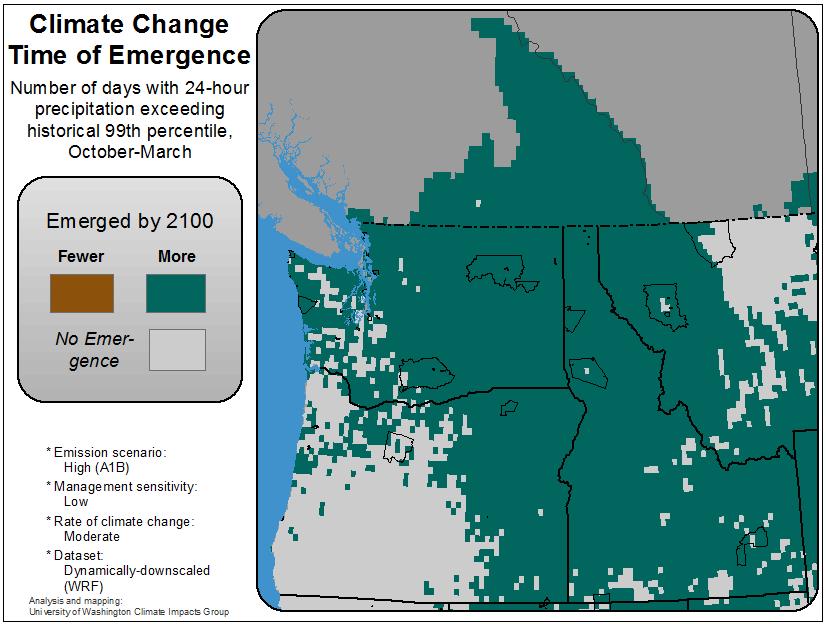 Climate Change
Time of Emergence
Number of days with 24-hour
precipitation exceeding
historical 99th percentile,
October-March
Emerged by 2100
Fewer More
No Emer-
gence
* Emission scenario:
High (A1B)
* Management sensitivity:
Low
* Rate of climate change:
Moderate
* Dataset:
Dynamically-downscaled
(WRF)
Analysis and mapping:
University of Washington Climate Impacts Group